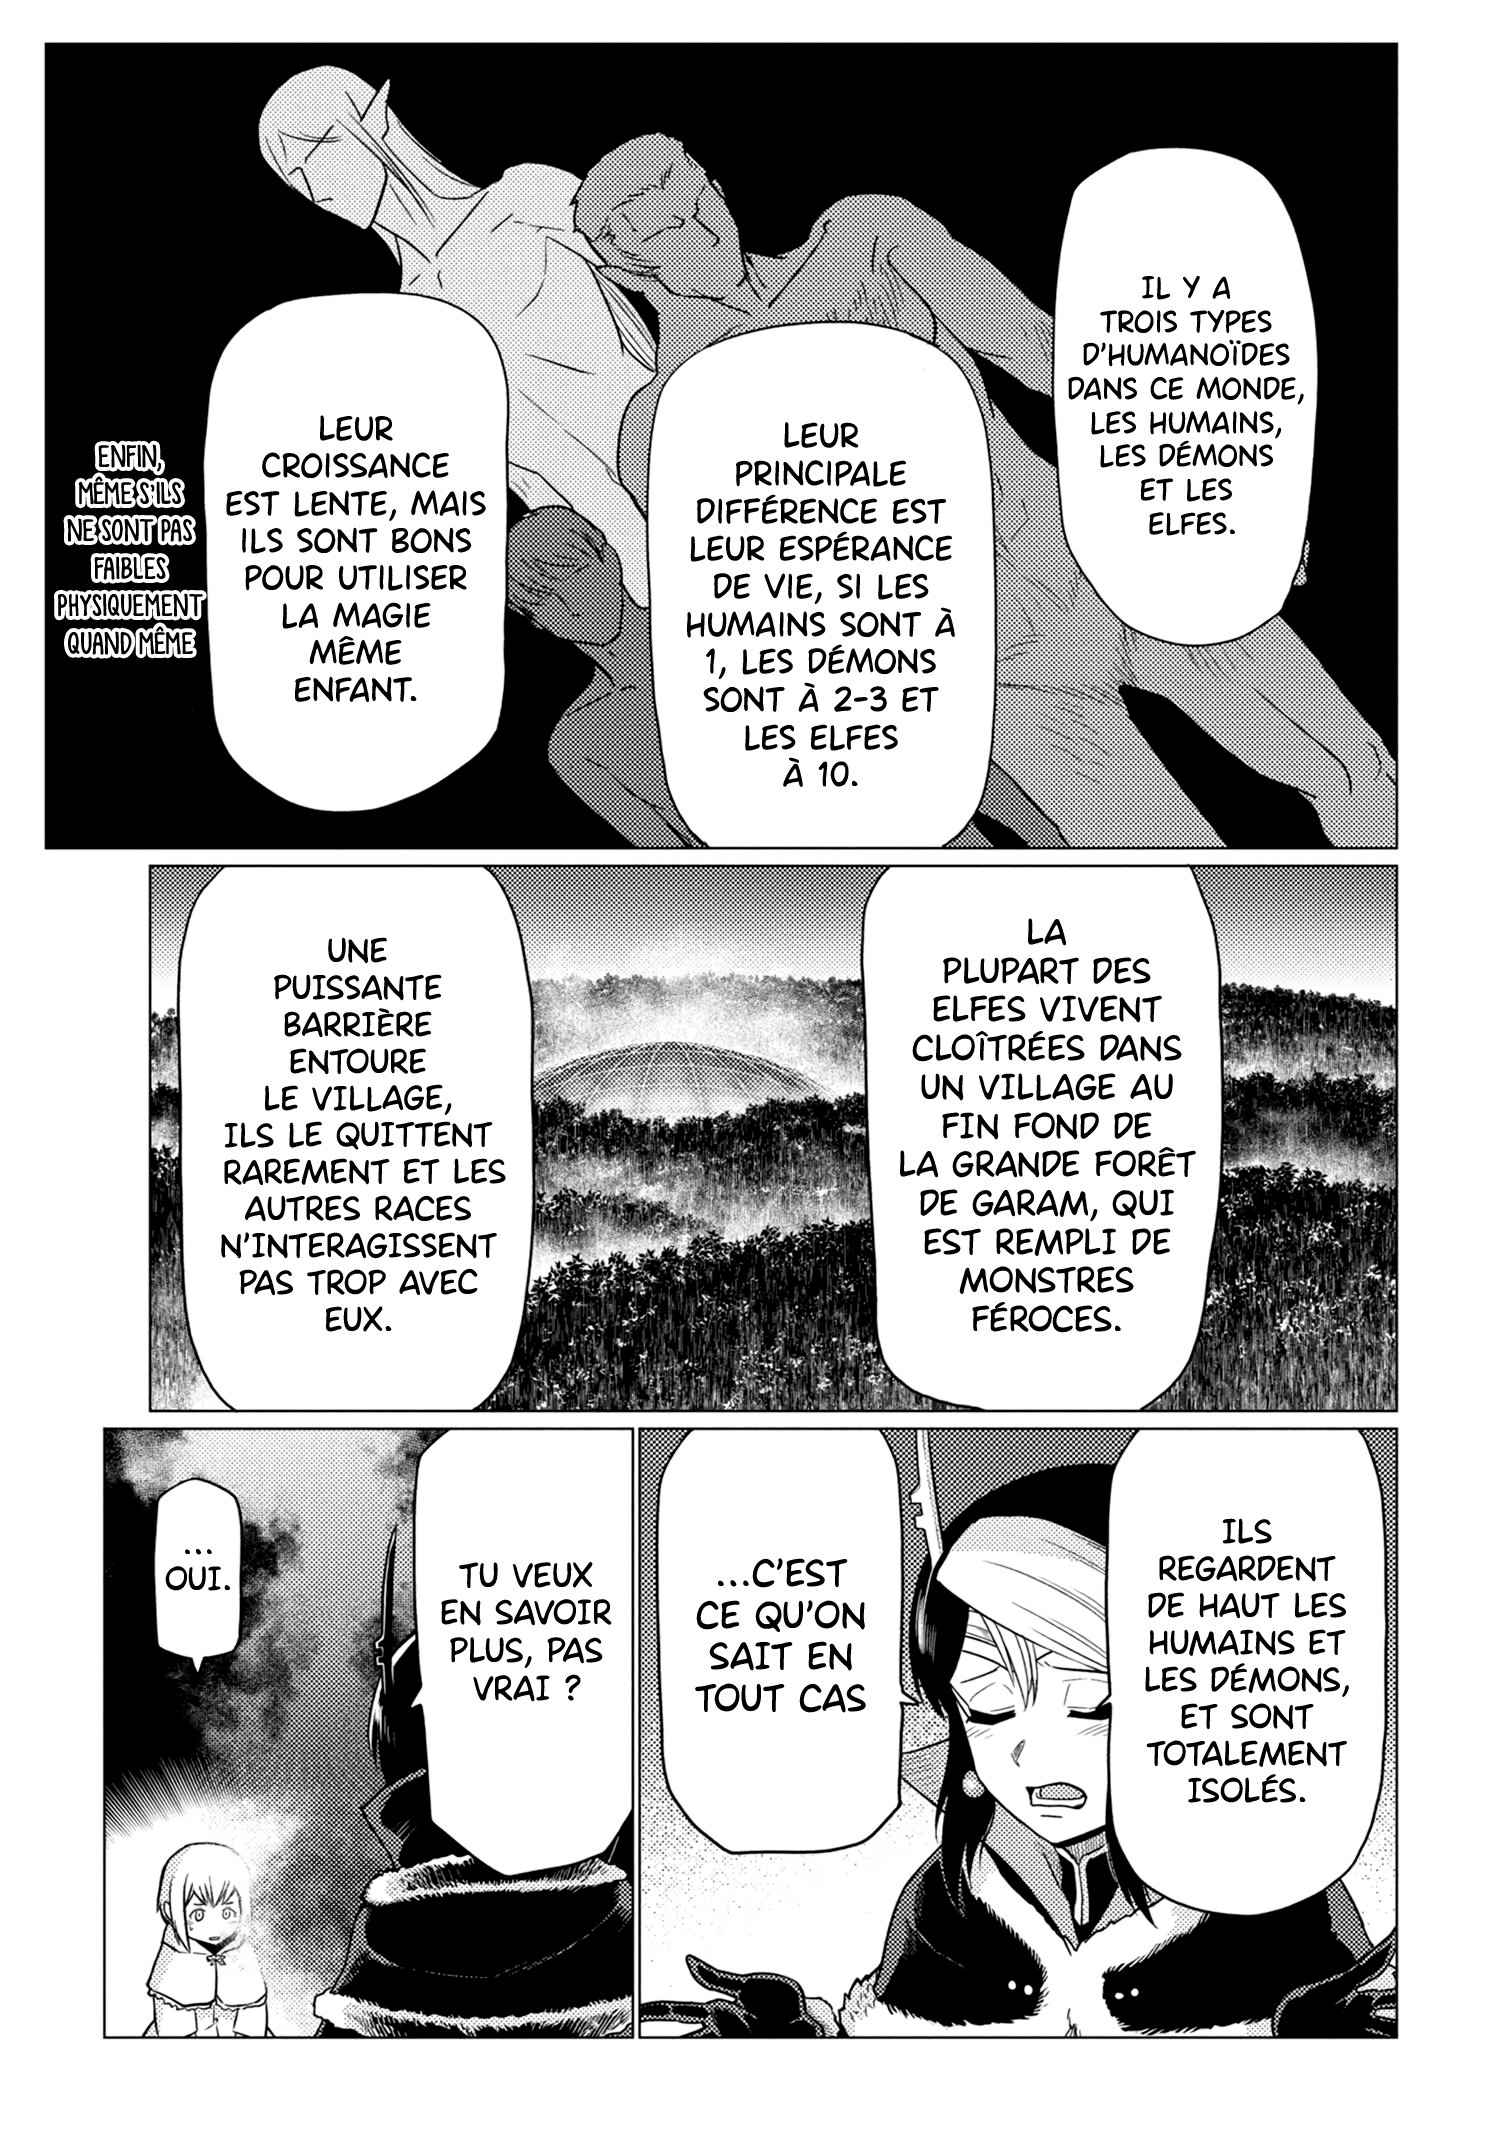 IL Y A
TROIS TYPES
D'HUMANOÏDES
DANS CE MONDE,
LES HUMAINS,
LES DÉMONS
ET LES
ELFES.
LEUR
PRINCIPALE
DIFFÉRENCE EST
LEUR ESPÉRANCE
DE VIE, SI LES
HUMAINS SONT À
1, LES DÉMONS
SONT À 2-3 ET
LES ELFES
À 10.
LEUR
CROISSANCE
EST LENTE, MAIS
ILS SONT BONS
POUR UTILISER
LA MAGIE
MÊME
ENFANT.
ENFIN,
MÊME S'ILS
NE SONT PAS
FAIBLES
PHYSIQUEMENT
QUAND MÊME
LA
PLUPART DES
ELFES VIVENT
CLOÎTRÉES DANS
UN VILLAGE AU
FIN FOND DE
LA GRANDE FORÊT
DE GARAM, QUI
EST REMPLI DE
MONSTRES
FÉROCES.
UNE
PUISSANTE
BARRIÈRE
ENTOURE
LE VILLAGE,
ILS LE QUITTENT
RAREMENT ET LES
AUTRES RACES
N'INTERAGISSENT
PAS TROP AVEC
EUX.
ILS
REGARDENT
DE HAUT LES
HUMAINS ET
LES DÉMONS,
ET SONT
TOTALEMENT
ISOLÉS.
...C'EST
CE QU'ON
SAIT EN
TOUT CAS
TU VEUX
EN SAVOIR
PLUS, PAS
VRAI ?
...
OUI.